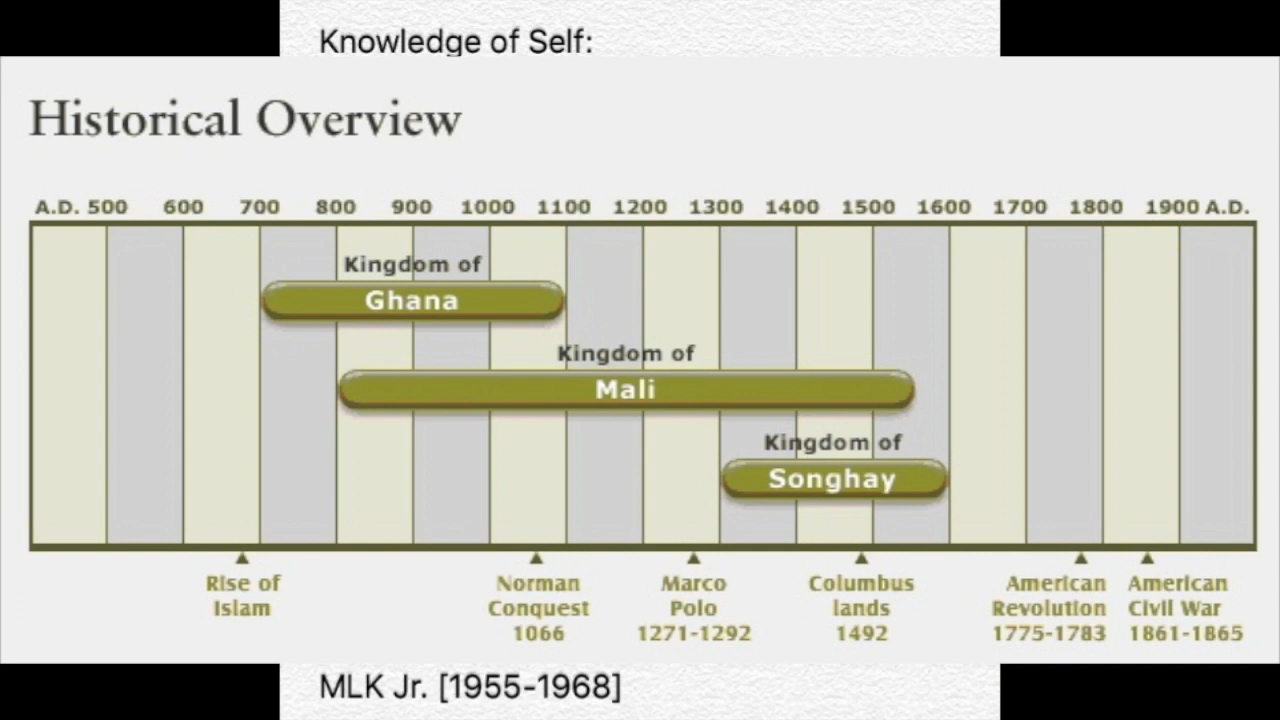 Knowledge of Self:
Historical Overview
A.D. 500 600 700 800 900 1000 1100 1200 1300 1400 1500 1600 1700 1800 1900 A.D.
Kingdom of
Ghana
Kingdom of
Mali
Kingdom of
Songhay
Rise of
Islam
Norman
Conquest
1066
Marco
Polo
1271-1292
Columbus
lands
1492
American
Revolution
1775-1783
American
Civil War
1861-1865
MLK Jr. [1955-1968]